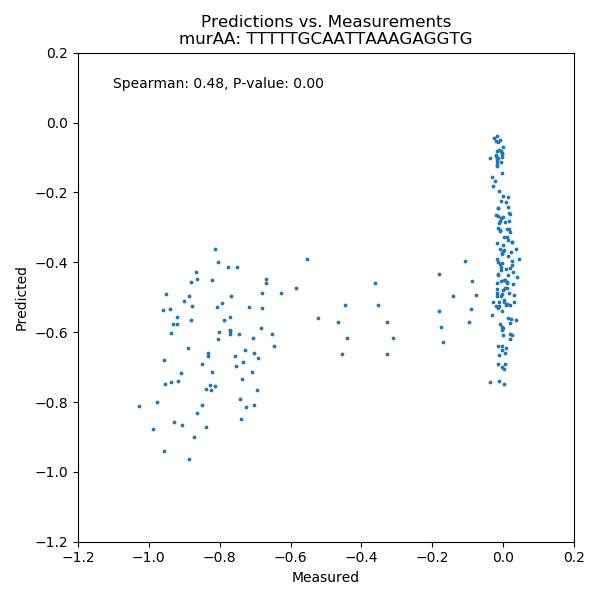 Predictions vs. Measurements
murAA: TTTTTGCAATTAAAGAGGTG
Spearman: 0.48, P-value: 0.00
0.2
0.0
−0.2
−0.4
−0.6
−0.8
−1.0
−1.2
Predicted
−1.2 −1.0 −0.8 −0.6 −0.4 −0.2 0.0 0.2
Measured